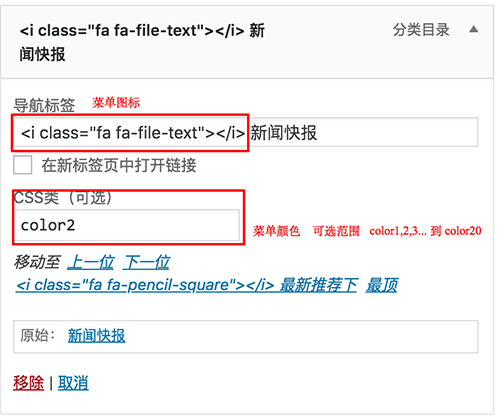 <i class="fa fa-file-text"></i> 新
闻快报
分类目录
导航标签 菜单图标
<i class="fa fa-file-text"></i> 新闻快报
在新标签页中打开链接
CSS类（可选）
color2
菜单颜色 可选范围 color1,2,3... 到 color20
移动至 上一位 下一位
<i class="fa fa-pencil-square"></i> 最新推荐下 最顶
原始： 新闻快报
移除 | 取消